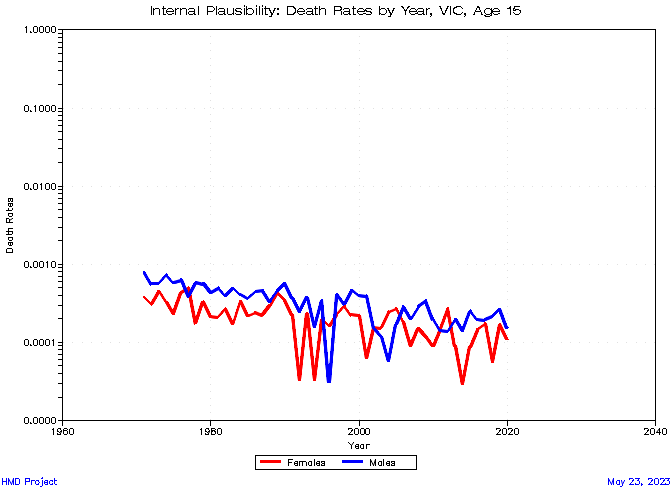 Internal Plausibility: Death Rates by Year, VIC, Age 15
1.0000
0.1000
0.0100
0.0010
0.0001
0.0000
Death Rates
1960
1980
2000
2020
2040
Year
Females
Males
HMD Project
May 23, 2023